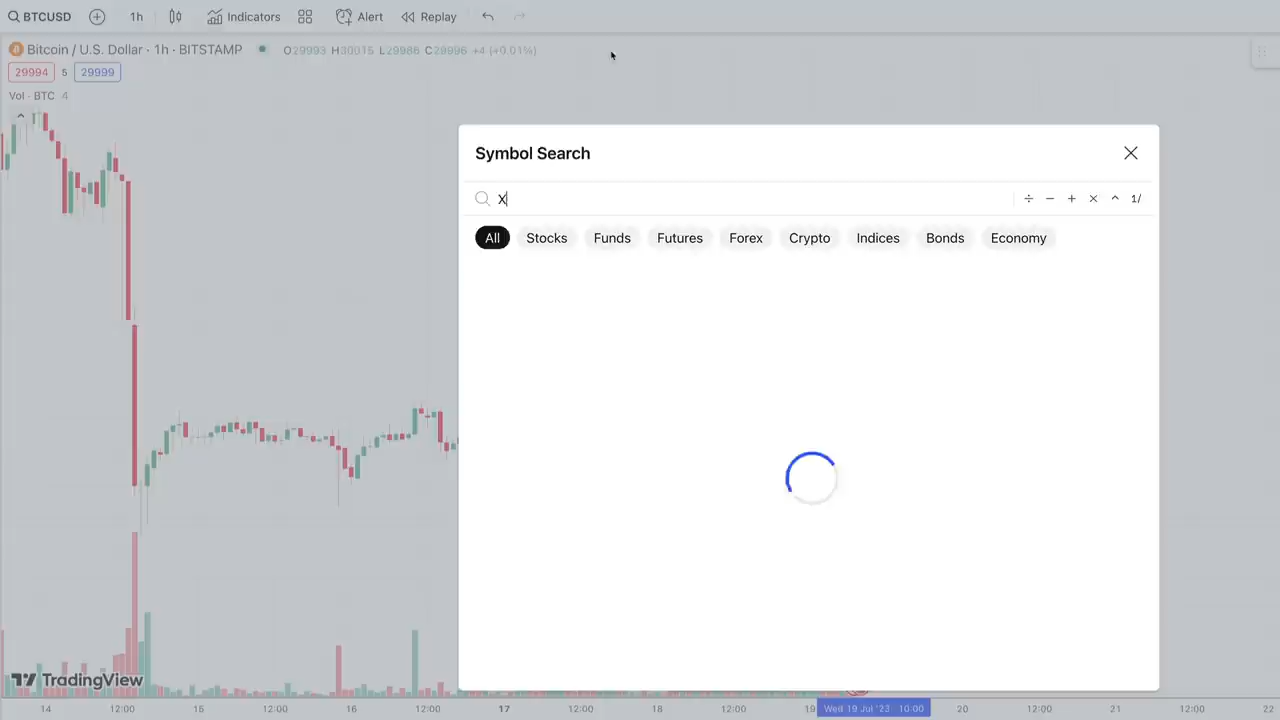 BTCUSD 1h Indicators Alert Replay
Bitcoin / U.S. Dollar · 1h · BITSTAMP O29993 H30015 L29986 C29996 +4 (+0.01%)
29994 5 29999
Vol · BTC 4
Symbol Search
X ÷ − + × ^ 1/
All Stocks Funds Futures Forex Crypto Indices Bonds Economy
TradingView
14 12:00 15 12:00 16 12:00 17 12:00 18 12:00 19 Wed 19 Jul '23 10:00 20 12:00 21 12:00 22